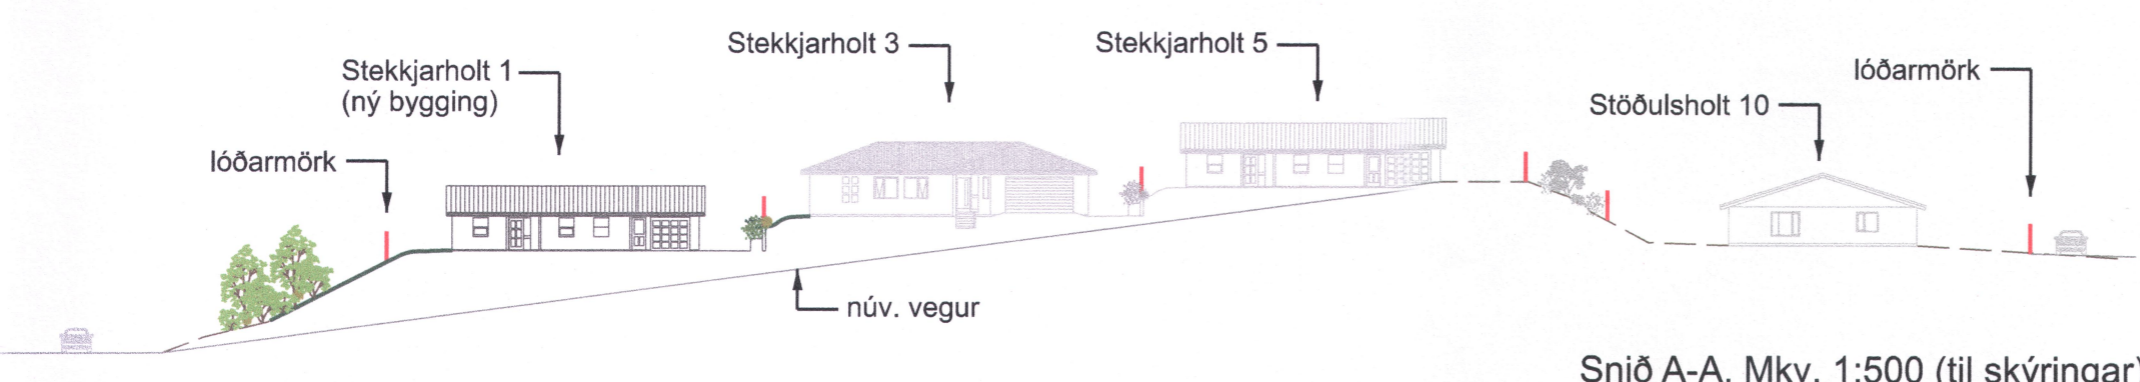 Stekkjarholt 3
Stekkjarholt 5
Stekkjarholt 1
(ný bygging)
lóðarmörk
Stöðulsholt 10
lóðarmörk
núv. vegur
Snið A-A. Mkv. 1:500 (til skýringar)